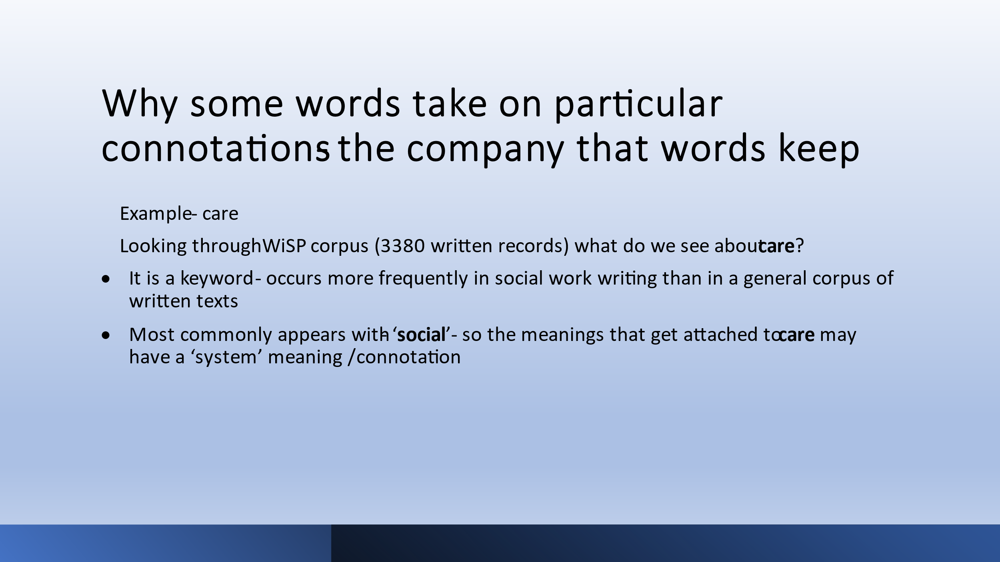 Why some words take on particular
connotations the company that words keep
Example- care
Looking through WiSP corpus (3380 written records) what do we see about care?
• It is a keyword- occurs more frequently in social work writing than in a general corpus of
written texts
• Most commonly appears with ‘social’- so the meanings that get attached to care may
have a ‘system’ meaning /connotation